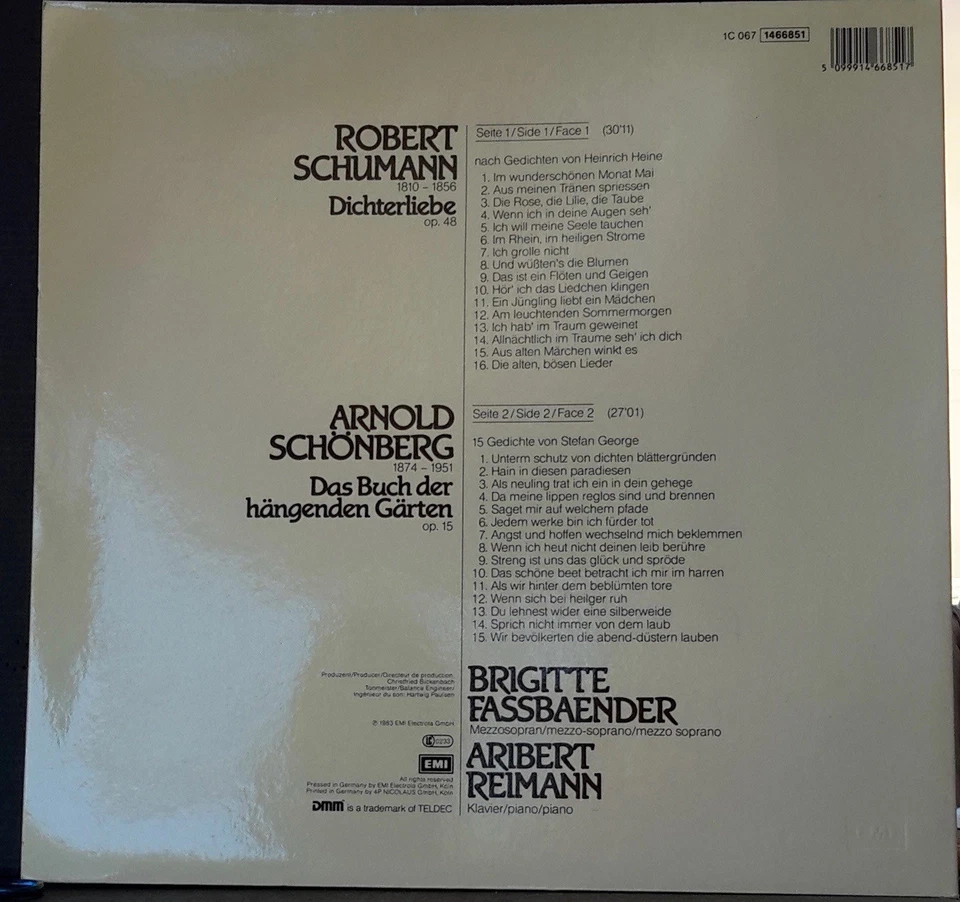 1C 067 1466851
5 099914 668517
ROBERT
SCHUMANN
1810 – 1856
Dichterliebe
op. 48
Seite 1/Side 1/Face 1 (30'11)
nach Gedichten von Heinrich Heine
1. Im wunderschönen Monat Mai
2. Aus meinen Tränen spriessen
3. Die Rose, die Lilie, die Taube
4. Wenn ich in deine Augen seh'
5. Ich will meine Seele tauchen
6. Im Rhein, im heiligen Strome
7. Ich grolle nicht
8. Und wüßten's die Blumen
9. Das ist ein Flöten und Geigen
10. Hör' ich das Liedchen klingen
11. Ein Jüngling liebt ein Mädchen
12. Am leuchtenden Sommermorgen
13. Ich hab' im Traum geweinet
14. Allnächtlich im Traume seh' ich dich
15. Aus alten Märchen winkt es
16. Die alten, bösen Lieder
ARNOLD
SCHÖNBERG
1874 – 1951
Das Buch der
hängenden Gärten
op. 15
Seite 2/Side 2/Face 2 (27'01)
15 Gedichte von Stefan George
1. Unterm schutz von dichten blättergründen
2. Hain in diesen paradiesen
3. Als neuling trat ich ein in dein gehege
4. Da meine lippen reglos sind und brennen
5. Saget mir auf welchem pfade
6. Jedem werke bin ich fürder tot
7. Angst und hoffen wechselnd mich beklemmen
8. Wenn ich heut nicht deinen leib berühre
9. Streng ist uns das glück und spröde
10. Das schöne beet betracht ich mir im harren
11. Als wir hinter dem beblümten tore
12. Wenn sich bei heilger ruh
13. Du lehnest wider eine silberweide
14. Sprich nicht immer von dem laub
15. Wir bevölkerten die abend-düstern lauben
Produzent/Producer/Directeur de production:
Christfried Bickenbach
Tonmeister/Balance Engineer/
Ingénieur du son: Hartwig Paulsen
℗ 1983 EMI Electrola GmbH
LC 0233
EMI
All rights reserved
Pressed in Germany by EMI Electrola GmbH, Köln
Printed in Germany by 4P NICOLAUS GmbH, Köln
DMM is a trademark of TELDEC
BRIGITTE
FASSBAENDER
Mezzosopran/mezzo-soprano/mezzo soprano
ARIBERT
REIMANN
Klavier/piano/piano